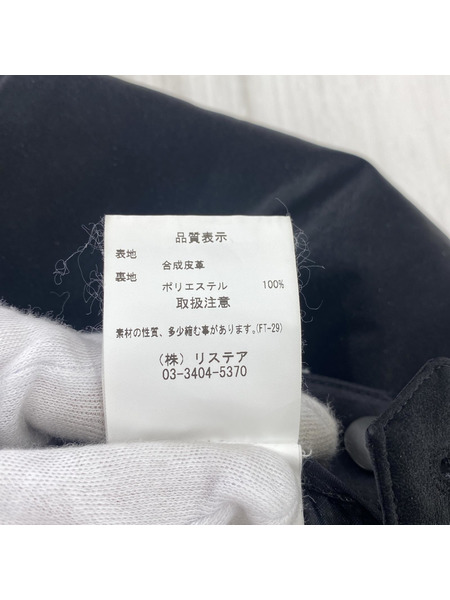 品質表示
表地 合成皮革
裏地 ポリエステル 100%
取扱注意
素材の性質、多少縮む事があります。(FT-29)
(株) リステア
03-3404-5370